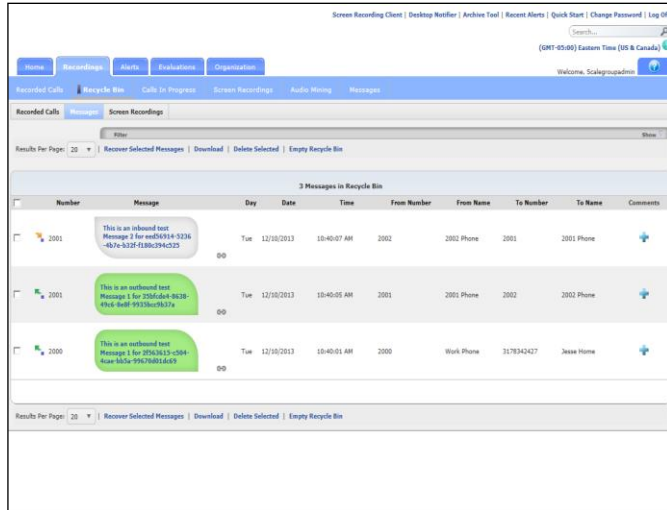 Screen Recording Client | Desktop Notifier | Archive Tool | Recent Alerts | Quick Start | Change Password | Log Off
Search...
(GMT-05:00) Eastern Time (US & Canada)
Home Recordings Alerts Evaluations Organization
Welcome, Scalegroupadmin
Recorded Calls Recycle Bin Calls In Progress Screen Recordings Audio Mining Messages
Recorded Calls Messages Screen Recordings
Filter Show
Results Per Page: 20 | Recover Selected Messages | Download | Delete Selected | Empty Recycle Bin
3 Messages in Recycle Bin
Number Message Day Date Time From Number From Name To Number To Name Comments
This is an inbound test
2001 Message 2 for eed56914-5236 Tue 12/10/2013 10:40:07 AM 2002 2002 Phone 2001 2001 Phone
-4b7e-b32f-f180c394c525
This is an outbound test
2001 Message 1 for 35bfcde4-8638- Tue 12/10/2013 10:40:05 AM 2001 2001 Phone 2002 2002 Phone
49c6-8e8f-9935bcc9b37a
This is an outbound test
2000 Message 1 for 2f563615-c504- Tue 12/10/2013 10:40:01 AM 2000 Work Phone 3178342427 Jesse Home
4cae-bb5a-99670d01dc69
Results Per Page: 20 | Recover Selected Messages | Download | Delete Selected | Empty Recycle Bin